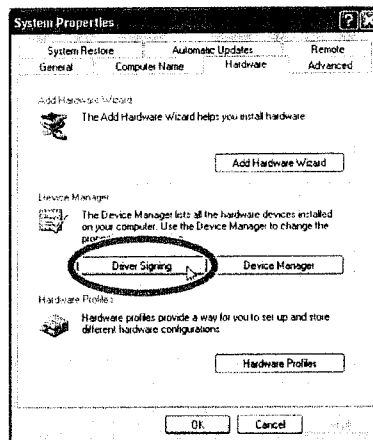 System Properties
System Restore Automatic Updates Remote
General Computer Name Hardware Advanced
Add Hardware Wizard
The Add Hardware Wizard helps you install hardware.
Add Hardware Wizard
Device Manager
The Device Manager lists all the hardware devices installed
on your computer. Use the Device Manager to change the
Driver Signing Device Manager
Hardware Profiles
Hardware profiles provide a way for you to set up and store
different hardware configurations.
Hardware Profiles
OK Cancel